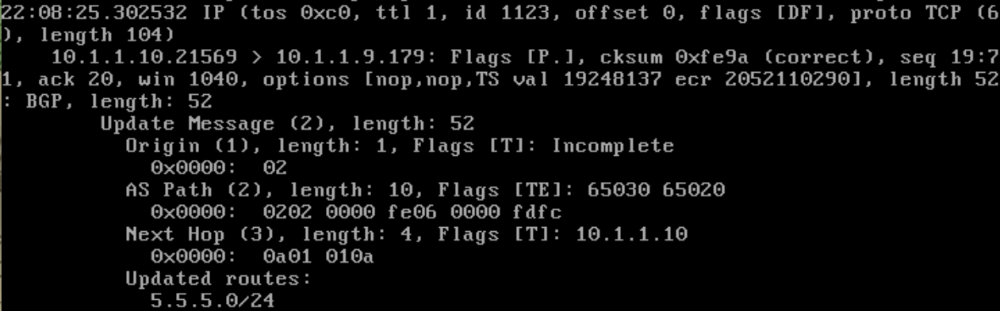 22:08:25.302532 IP (tos 0xc0, ttl 1, id 1123, offset 0, flags [DF], proto TCP (6
), length 104)
    10.1.1.10.21569 > 10.1.1.9.179: Flags [P.], cksum 0xfe9a (correct), seq 19:7
1, ack 20, win 1040, options [nop,nop,TS val 19248137 ecr 2052110290], length 52
: BGP, length: 52
        Update Message (2), length: 52
          Origin (1), length: 1, Flags [T]: Incomplete
            0x0000:  02
          AS Path (2), length: 10, Flags [TE]: 65030 65020
            0x0000:  0202 0000 fe06 0000 fdfc
          Next Hop (3), length: 4, Flags [T]: 10.1.1.10
            0x0000:  0a01 010a
          Updated routes:
            5.5.5.0/24